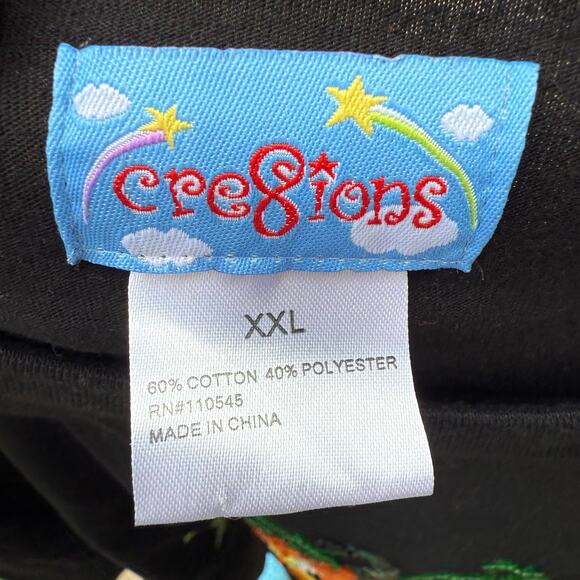 cre8ions
XXL
60% COTTON 40% POLYESTER
RN#110545
MADE IN CHINA